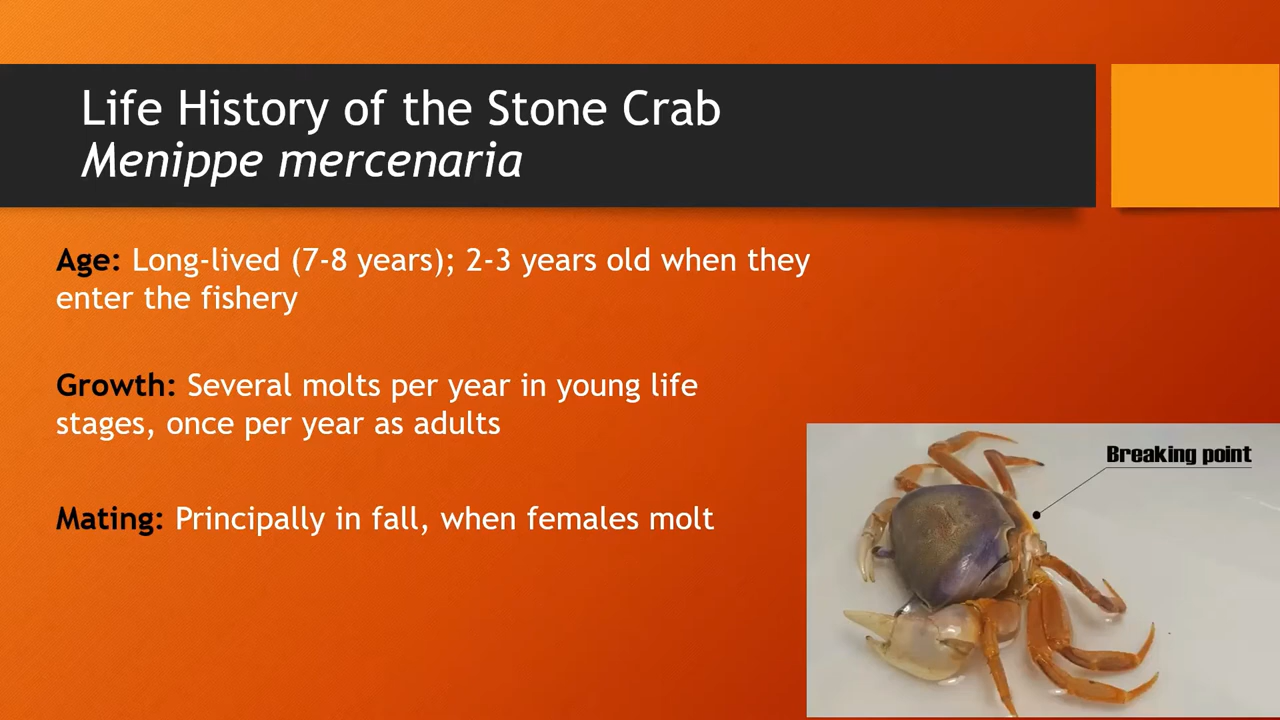 Life History of the Stone Crab
Menippe mercenaria
Age: Long-lived (7-8 years); 2-3 years old when they
enter the fishery
Growth: Several molts per year in young life
stages, once per year as adults
Breaking point
Mating: Principally in fall, when females molt